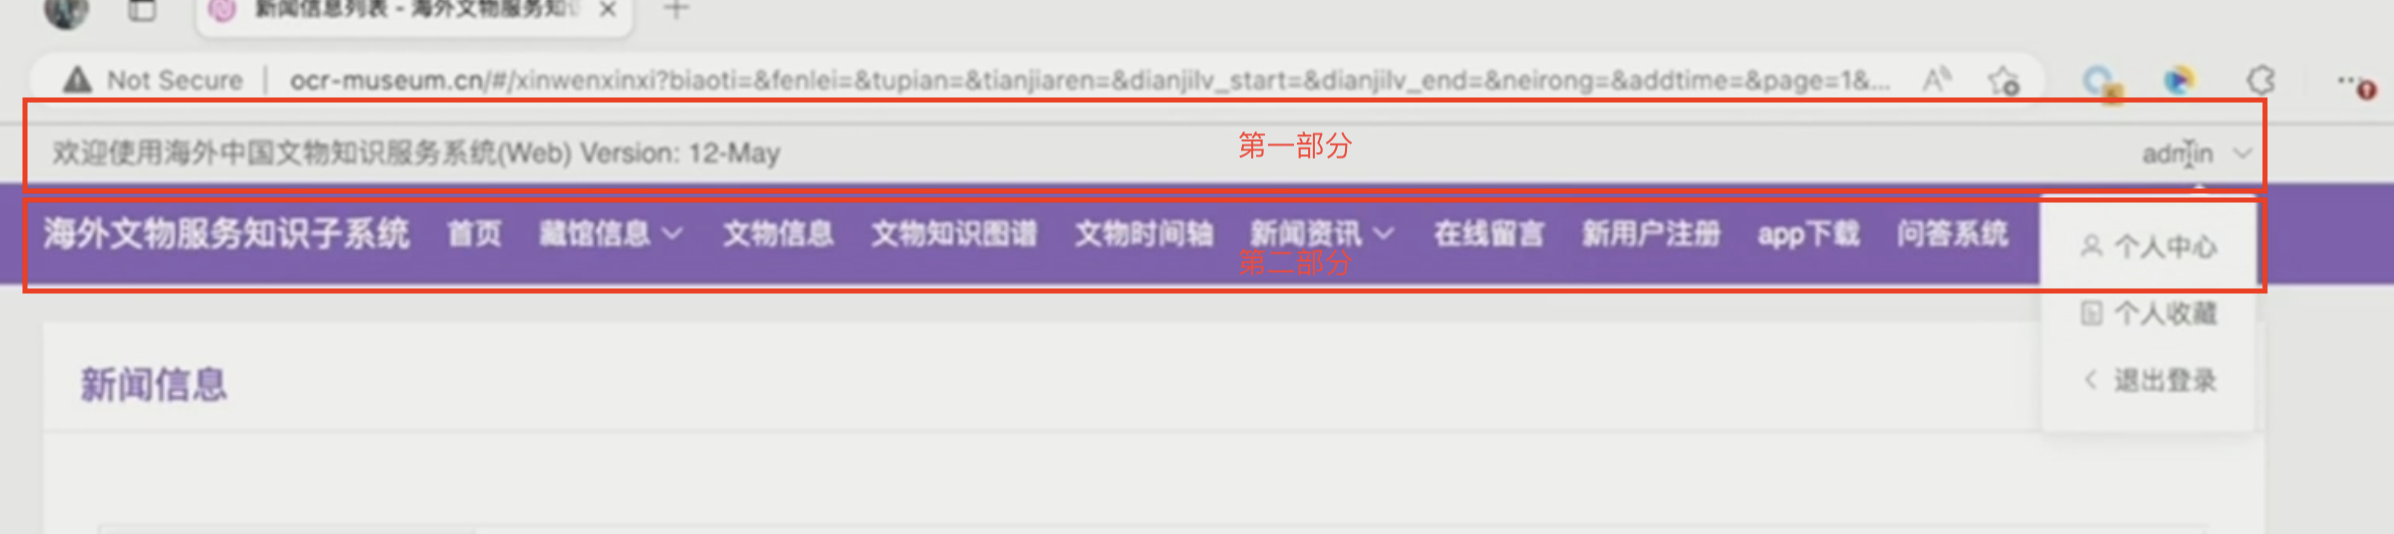 新闻信息列表 - 海外文物服务知识
Not Secure | ocr-museum.cn/#/xinwenxinxi?biaoti=&fenlei=&tupian=&tianjiaren=&dianjilv_start=&dianjilv_end=&neirong=&addtime=&page=1&...
欢迎使用海外中国文物知识服务系统(Web) Version: 12-May
第一部分
admin
海外文物服务知识子系统 首页 藏馆信息 文物信息 文物知识图谱 文物时间轴 新闻资讯 在线留言 新用户注册 app下载 问答系统
第二部分
个人中心
个人收藏
退出登录
新闻信息